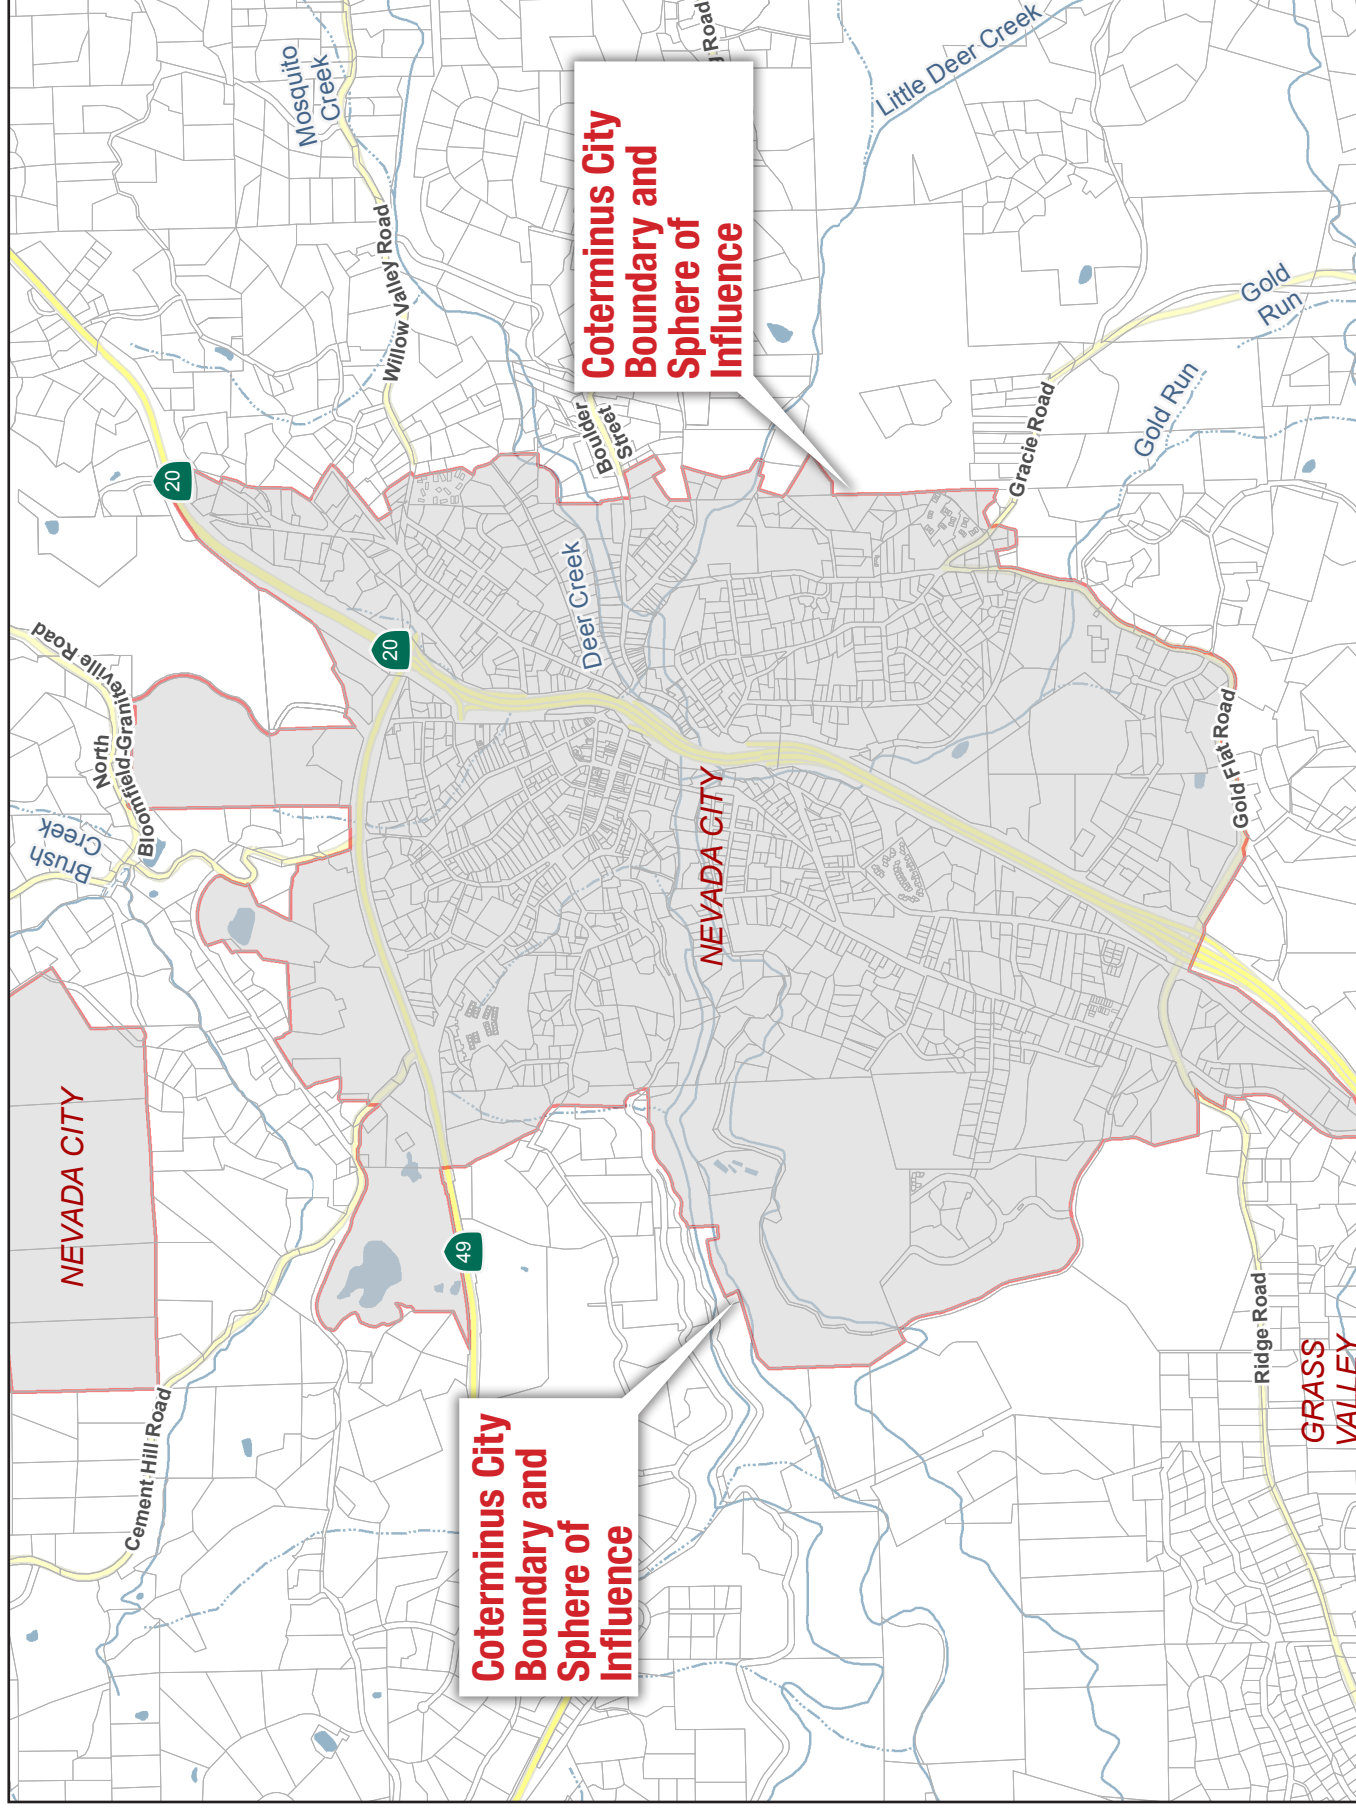 Mosquito
Creek
Willow Valley Road
20
20
North
Bloomfield-Graniteville Road
Brush
Creek
NEVADA CITY
Cement Hill Road
49
Coterminus City
Boundary and
Sphere of
Influence
Deer Creek
Boulder
Street
Coterminus City
Boundary and
Sphere of
Influence
Road
Little Deer Creek
Gracie Road
Gold
Run
Gold Run
NEVADA CITY
Gold Flat Road
Ridge Road
GRASS
VALLEY